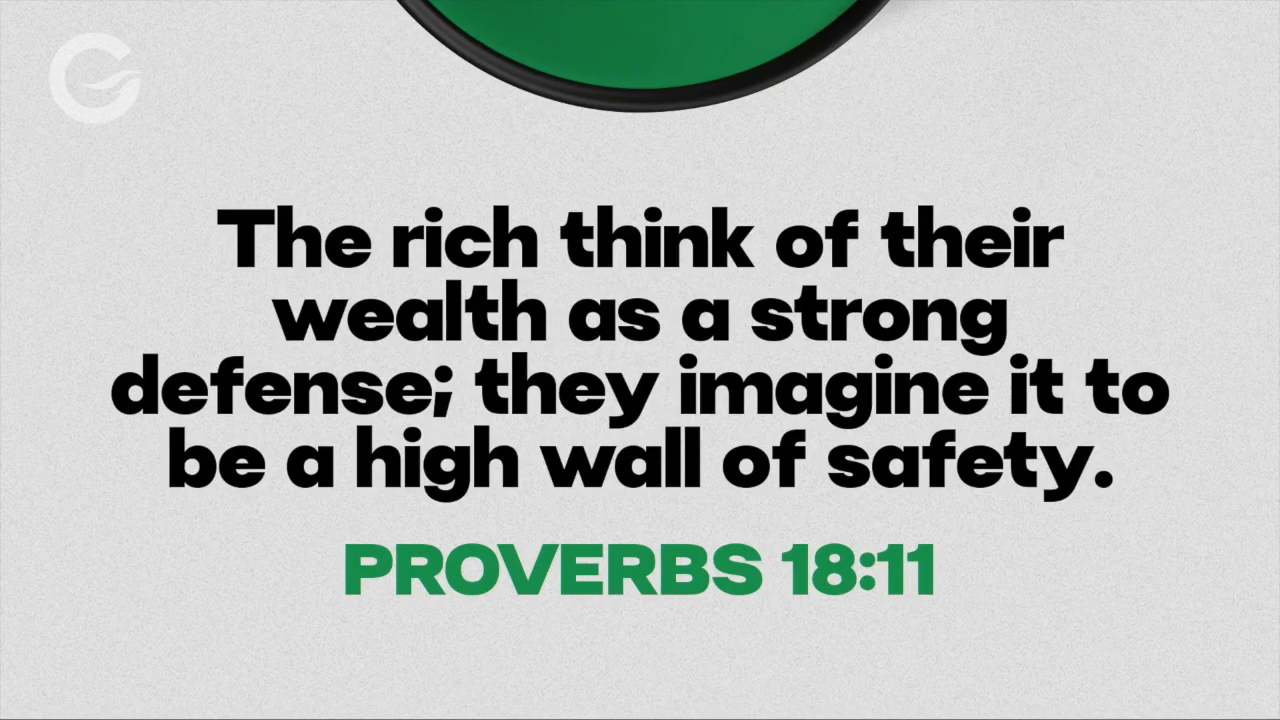 The rich think of their
wealth as a strong
defense; they imagine it to
be a high wall of safety.
PROVERBS 18:11